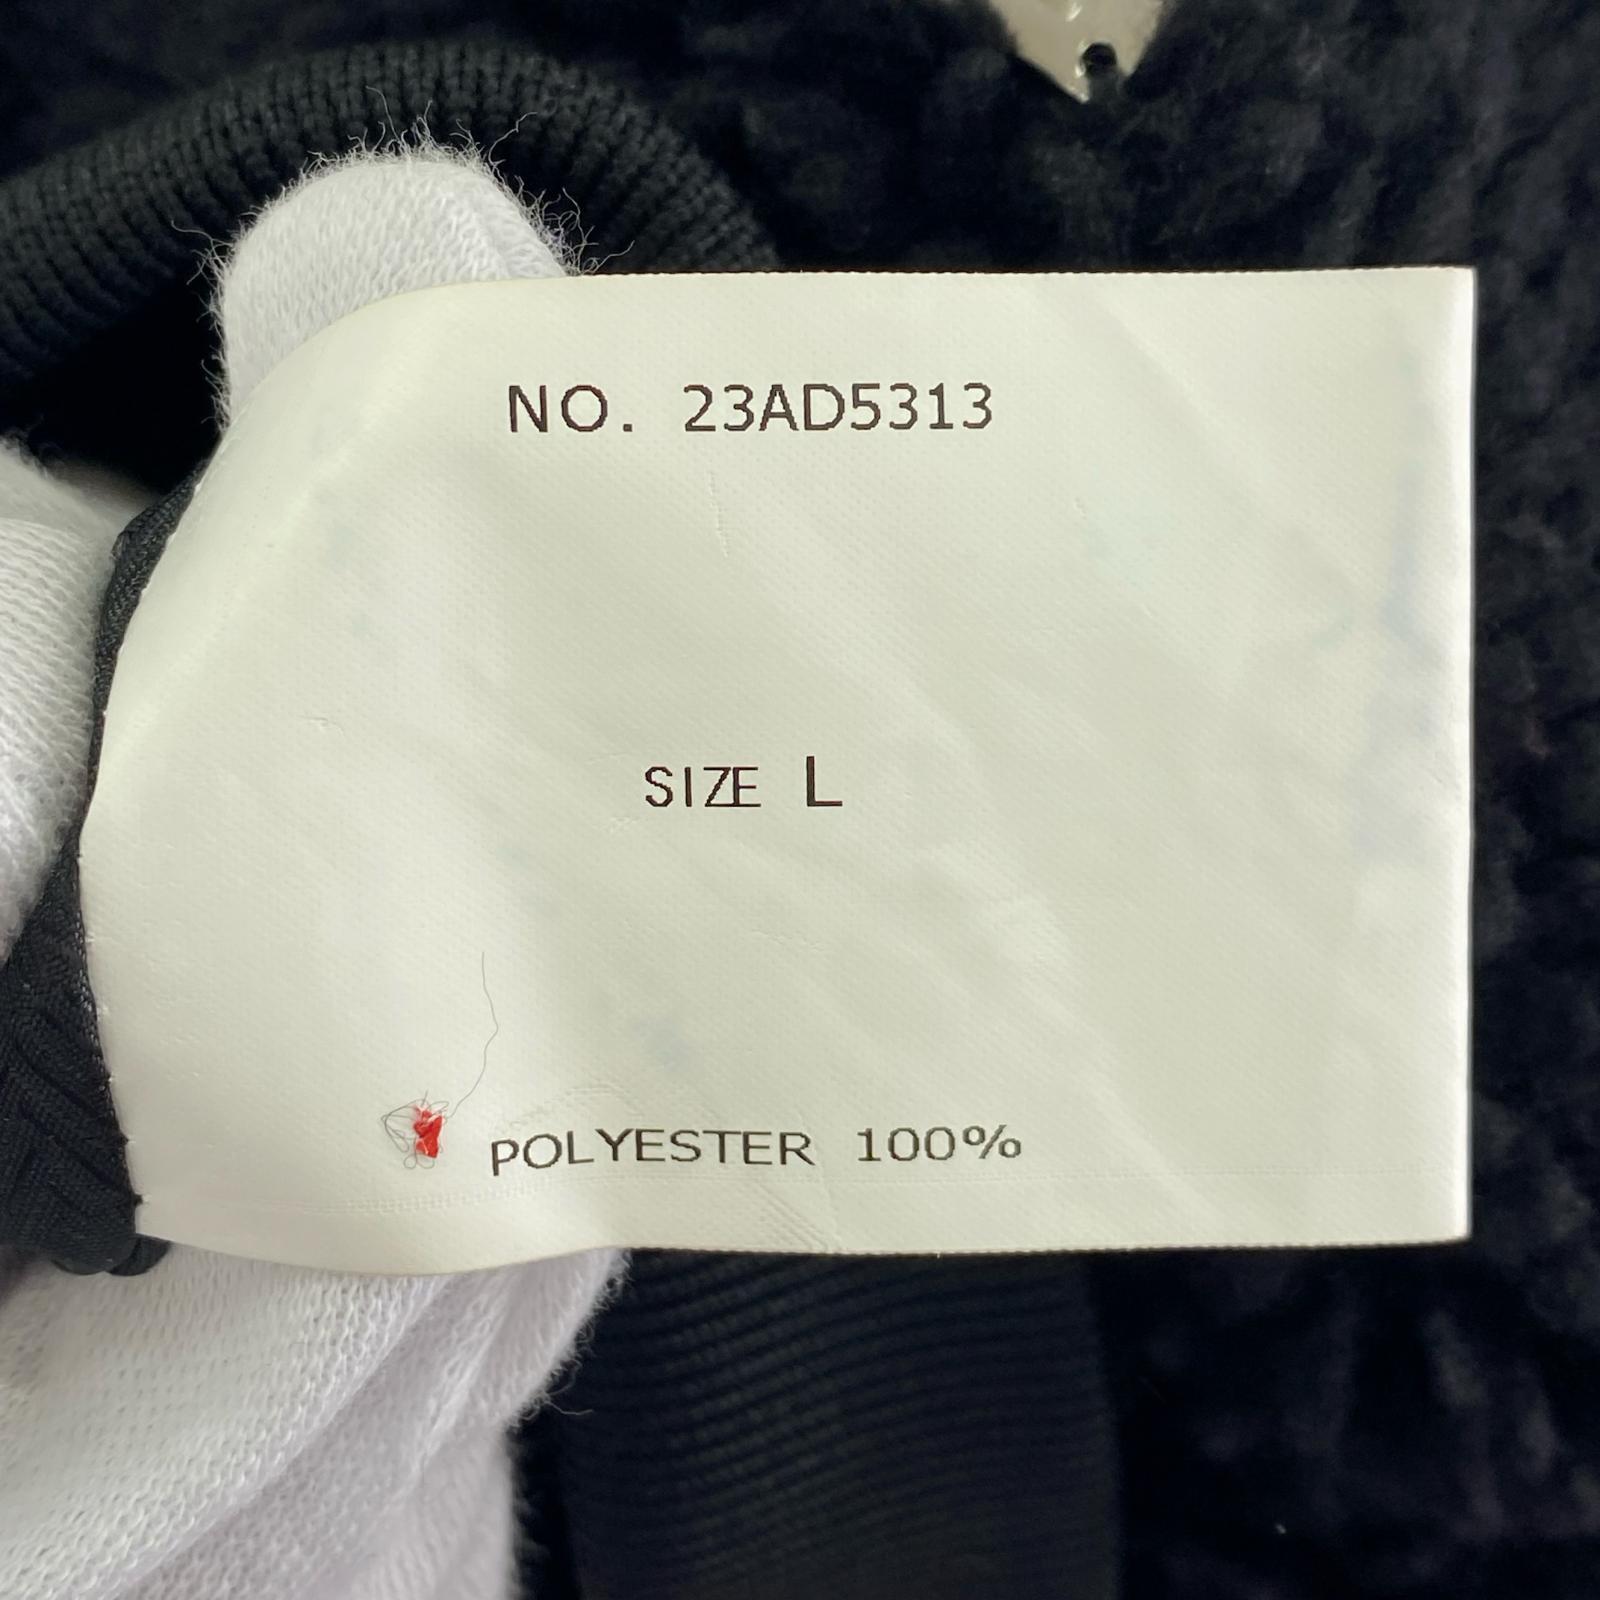 NO. 23AD5313
SIZE L
POLYESTER 100%